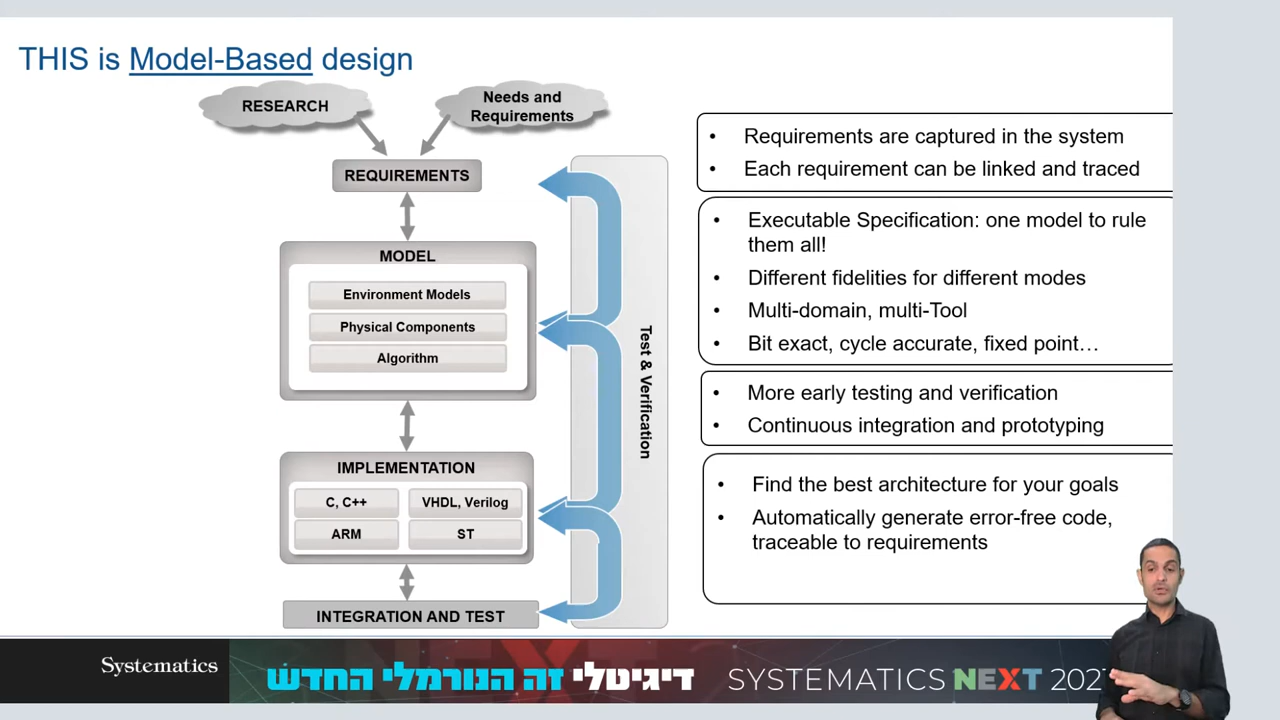 THIS is Model-Based design
RESEARCH
Needs and
Requirements
REQUIREMENTS
MODEL
Environment Models
Physical Components
Algorithm
IMPLEMENTATION
C, C++
VHDL, Verilog
ARM
ST
INTEGRATION AND TEST
Test & Verification
• Requirements are captured in the system
• Each requirement can be linked and traced
• Executable Specification: one model to rule
them all!
• Different fidelities for different modes
• Multi-domain, multi-Tool
• Bit exact, cycle accurate, fixed point…
• More early testing and verification
• Continuous integration and prototyping
• Find the best architecture for your goals
• Automatically generate error-free code,
traceable to requirements
Systematics
דיגיטלי זה הנורמלי החדש
SYSTEMATICS NEXT 202